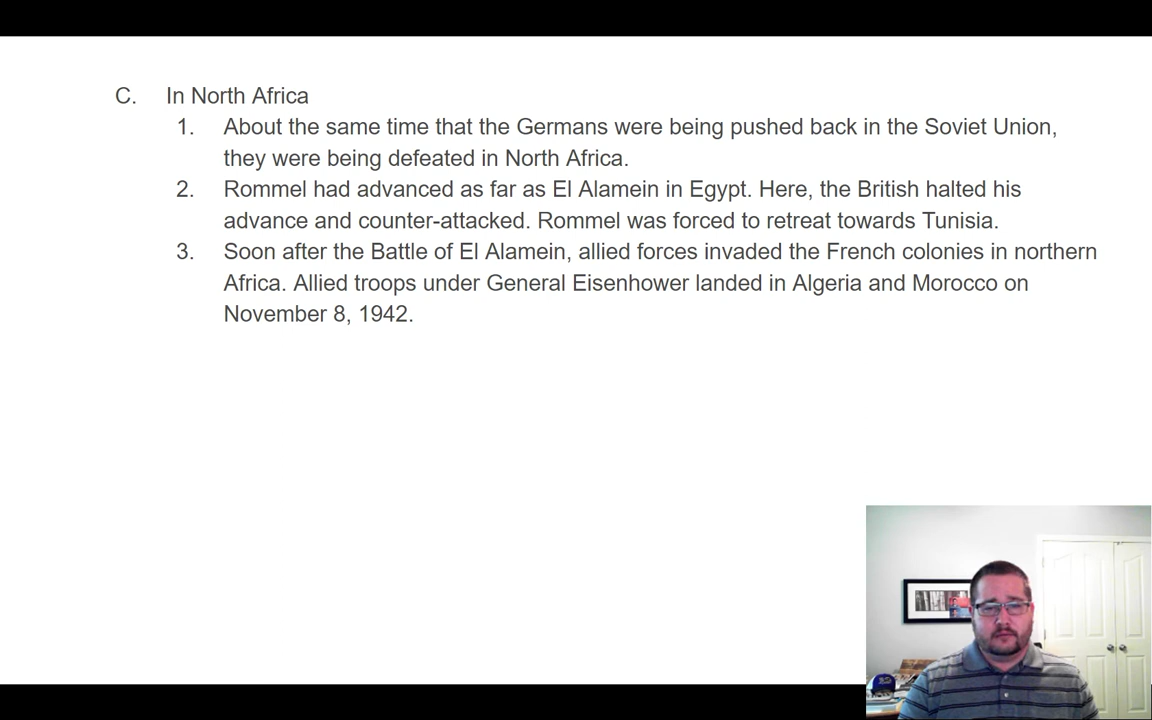 C. In North Africa
1. About the same time that the Germans were being pushed back in the Soviet Union,
they were being defeated in North Africa.
2. Rommel had advanced as far as El Alamein in Egypt. Here, the British halted his
advance and counter-attacked. Rommel was forced to retreat towards Tunisia.
3. Soon after the Battle of El Alamein, allied forces invaded the French colonies in northern
Africa. Allied troops under General Eisenhower landed in Algeria and Morocco on
November 8, 1942.